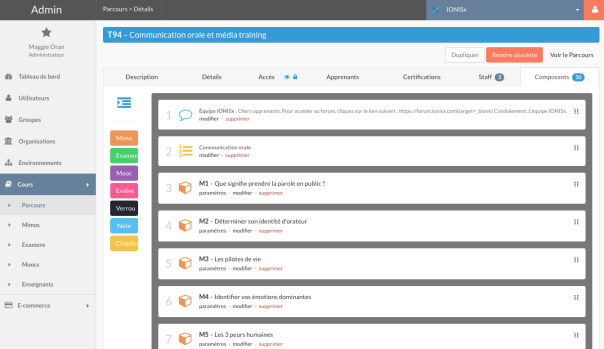 Admin
Parcours > Détails
IONISx
Maggie Oran
Administrateur
Tableau de bord
Utilisateurs
Groupes
Organisations
Environnements
Cours
Parcours
Mimos
Examens
Moocs
Enseignants
E-commerce
T94 – Communication orale et média training
Dupliquer
Rendre obsolète
Voir le Parcours
Description
Détails
Accès
Apprenants
Certifications
Staff 3
Composants 30
Mimo
Examen
Mooc
Evalve
Verrou
Note
Chapitre
1
Équipe IONISx : Chers apprenants, Pour accéder au forum, cliquez sur le lien suivant : https://forum.ionisx.com{target=_blank} Cordialement. L'équipe IONISx.
modifier - supprimer
2
Communication orale
modifier - supprimer
3
M1 – Que signifie prendre la parole en public ?
paramètres - modifier - supprimer
4
M2 – Déterminer son identité d'orateur
paramètres - modifier - supprimer
5
M3 – Les pilotes de vie
paramètres - modifier - supprimer
6
M4 – Identifier vos émotions dominantes
paramètres - modifier - supprimer
7
M5 – Les 3 peurs humaines
paramètres - modifier - supprimer